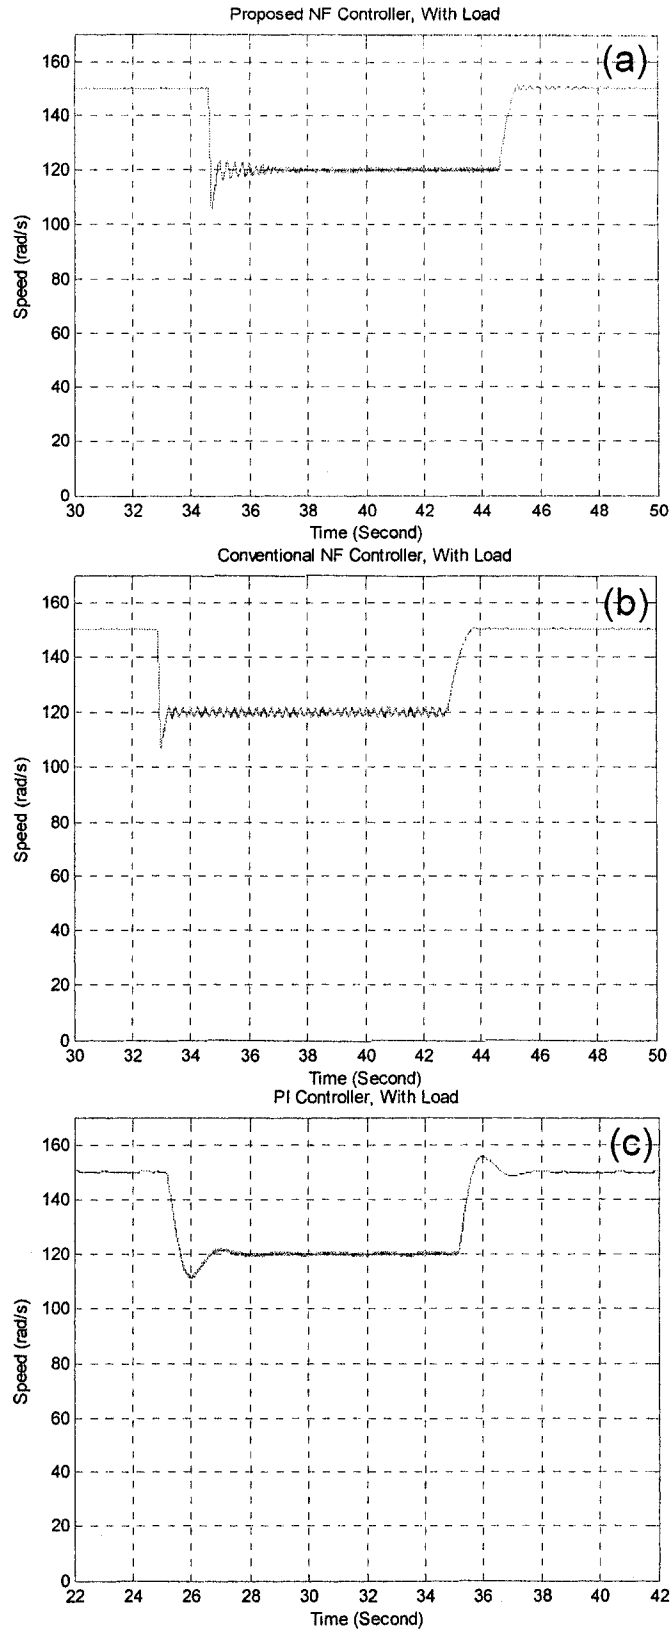 Proposed NF Controller, With Load
(a)
160
140
120
100
80
60
40
20
0
Speed (rad/s)
30 32 34 36 38 40 42 44 46 48 50
Time (Second)
Conventional NF Controller, With Load
(b)
160
140
120
100
80
60
40
20
0
Speed (rad/s)
30 32 34 36 38 40 42 44 46 48 50
Time (Second)
PI Controller, With Load
(c)
160
140
120
100
80
60
40
20
0
Speed (rad/s)
22 24 26 28 30 32 34 36 38 40 42
Time (Second)